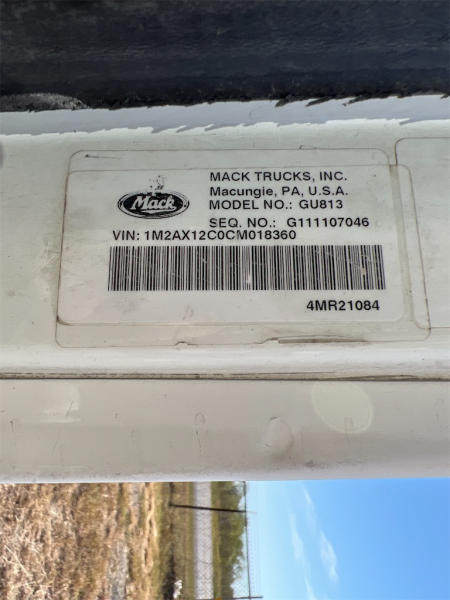 MACK TRUCKS, INC.
Macungie, PA, U.S.A.
MODEL NO.: GU813
SEQ. NO.: G111107046
Mack
VIN: 1M2AX12C0CM018360
4MR21084